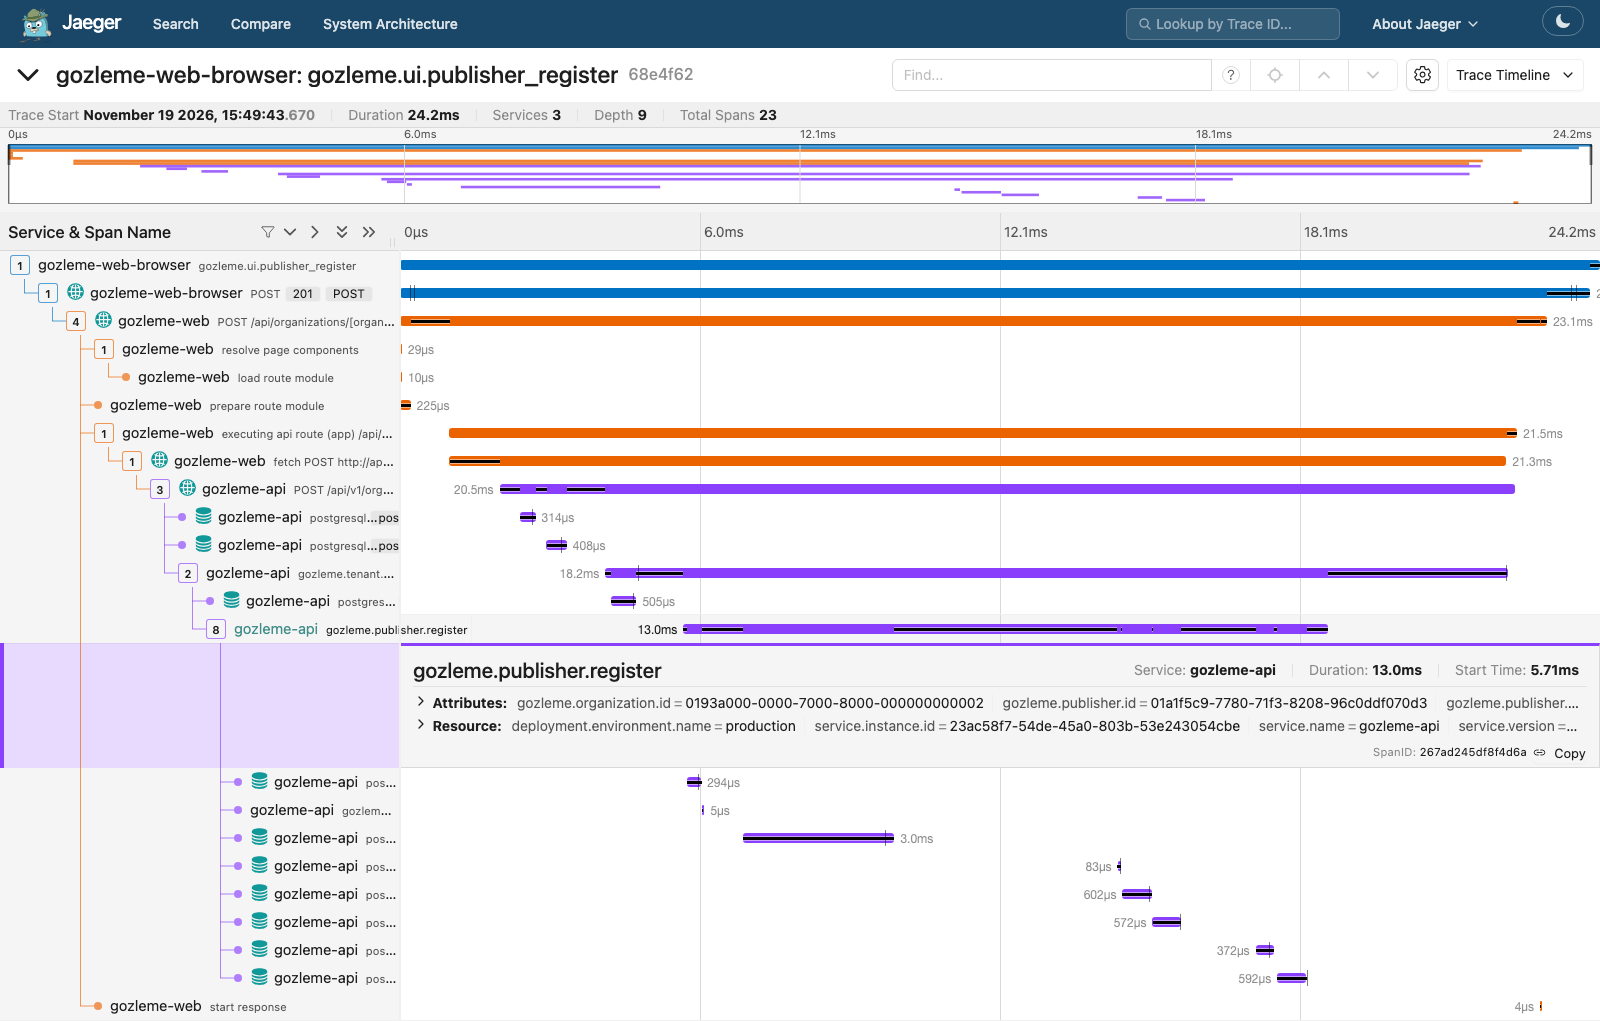 Jaeger Search Compare System Architecture Lookup by Trace ID... About Jaeger
gozleme-web-browser: gozleme.ui.publisher_register 68e4f62 Find... ? Trace Timeline
Trace Start November 19 2026, 15:49:43.670 Duration 24.2ms Services 3 Depth 9 Total Spans 23
0μs 6.0ms 12.1ms 18.1ms 24.2ms
Service & Span Name 0μs 6.0ms 12.1ms 18.1ms 24.2ms
1 gozleme-web-browser gozleme.ui.publisher_register
1 gozleme-web-browser POST 201 POST 2
4 gozleme-web POST /api/organizations/[organ... 23.1ms
1 gozleme-web resolve page components 29μs
gozleme-web load route module 10μs
gozleme-web prepare route module 225μs
1 gozleme-web executing api route (app) /api/... 21.5ms
1 gozleme-web fetch POST http://ap... 21.3ms
3 gozleme-api POST /api/v1/org... 20.5ms
gozleme-api postgresql...pos 314μs
gozleme-api postgresql...pos 408μs
2 gozleme-api gozleme.tenant.... 18.2ms
gozleme-api postgres... 505μs
8 gozleme-api gozleme.publisher.register 13.0ms
gozleme.publisher.register Service: gozleme-api Duration: 13.0ms Start Time: 5.71ms
Attributes: gozleme.organization.id = 0193a000-0000-7000-8000-000000000002 gozleme.publisher.id = 01a1f5c9-7780-71f3-8208-96c0ddf070d3 gozleme.publisher....
Resource: deployment.environment.name = production service.instance.id = 23ac58f7-54de-45a0-803b-53e243054cbe service.name = gozleme-api service.version =...
SpanID: 267ad245df8f4d6a Copy
gozleme-api pos... 294μs
gozleme-api gozlem... 5μs
gozleme-api pos... 3.0ms
gozleme-api pos... 83μs
gozleme-api pos... 602μs
gozleme-api pos... 572μs
gozleme-api pos... 372μs
gozleme-api pos... 592μs
gozleme-web start response 4μs